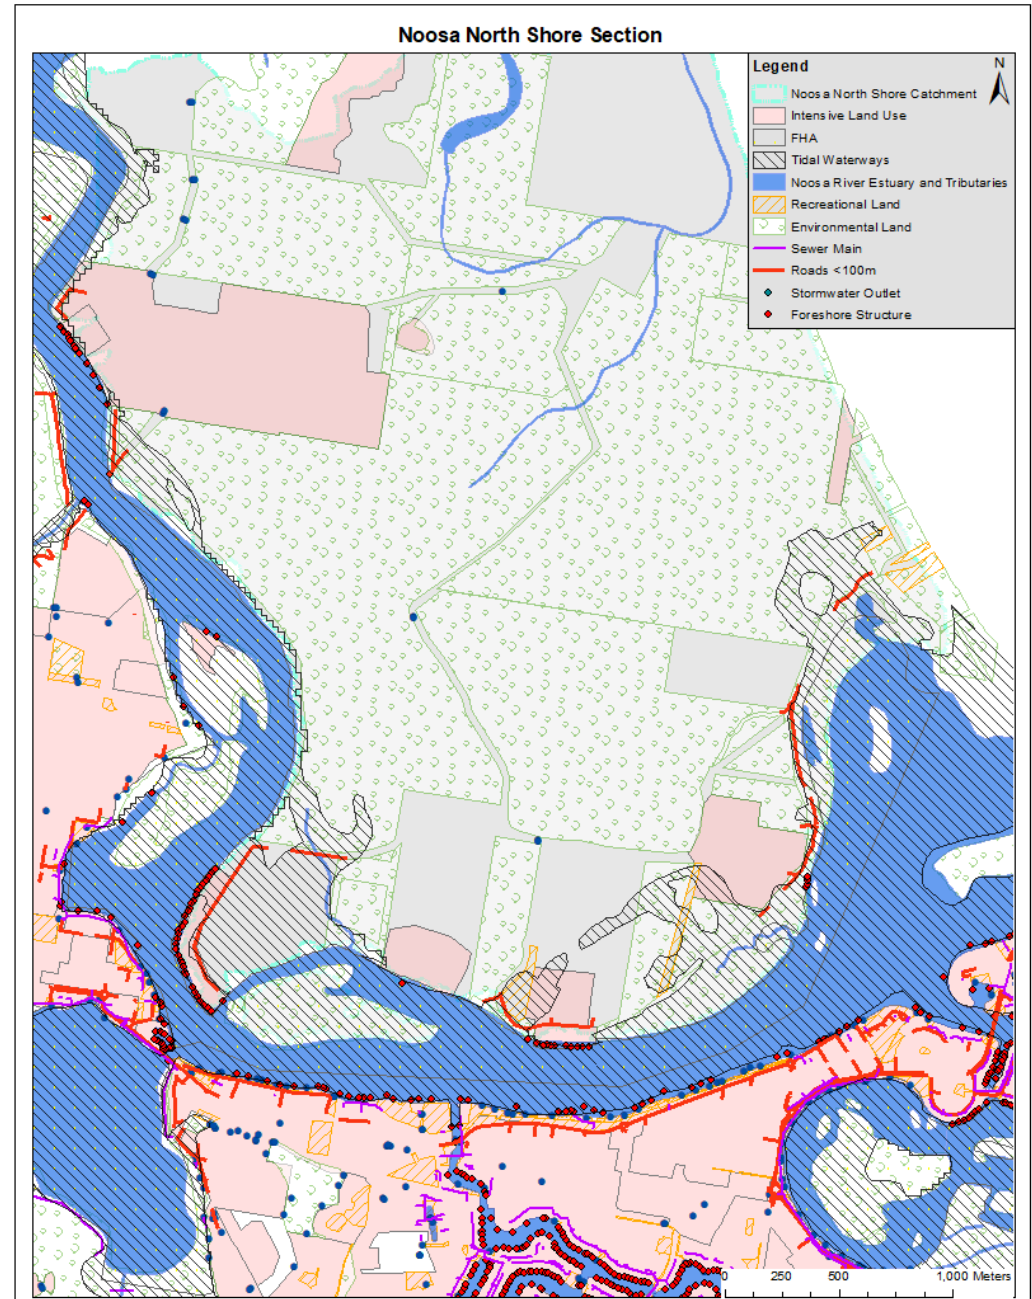 Noosa North Shore Section
Legend
N
Noosa North Shore Catchment
Intensive Land Use
FHA
Tidal Waterways
Noosa River Estuary and Tributaries
Recreational Land
Environmental Land
Sewer Main
Roads <100m
Stormwater Outlet
Foreshore Structure
0 250 500 1,000 Meters